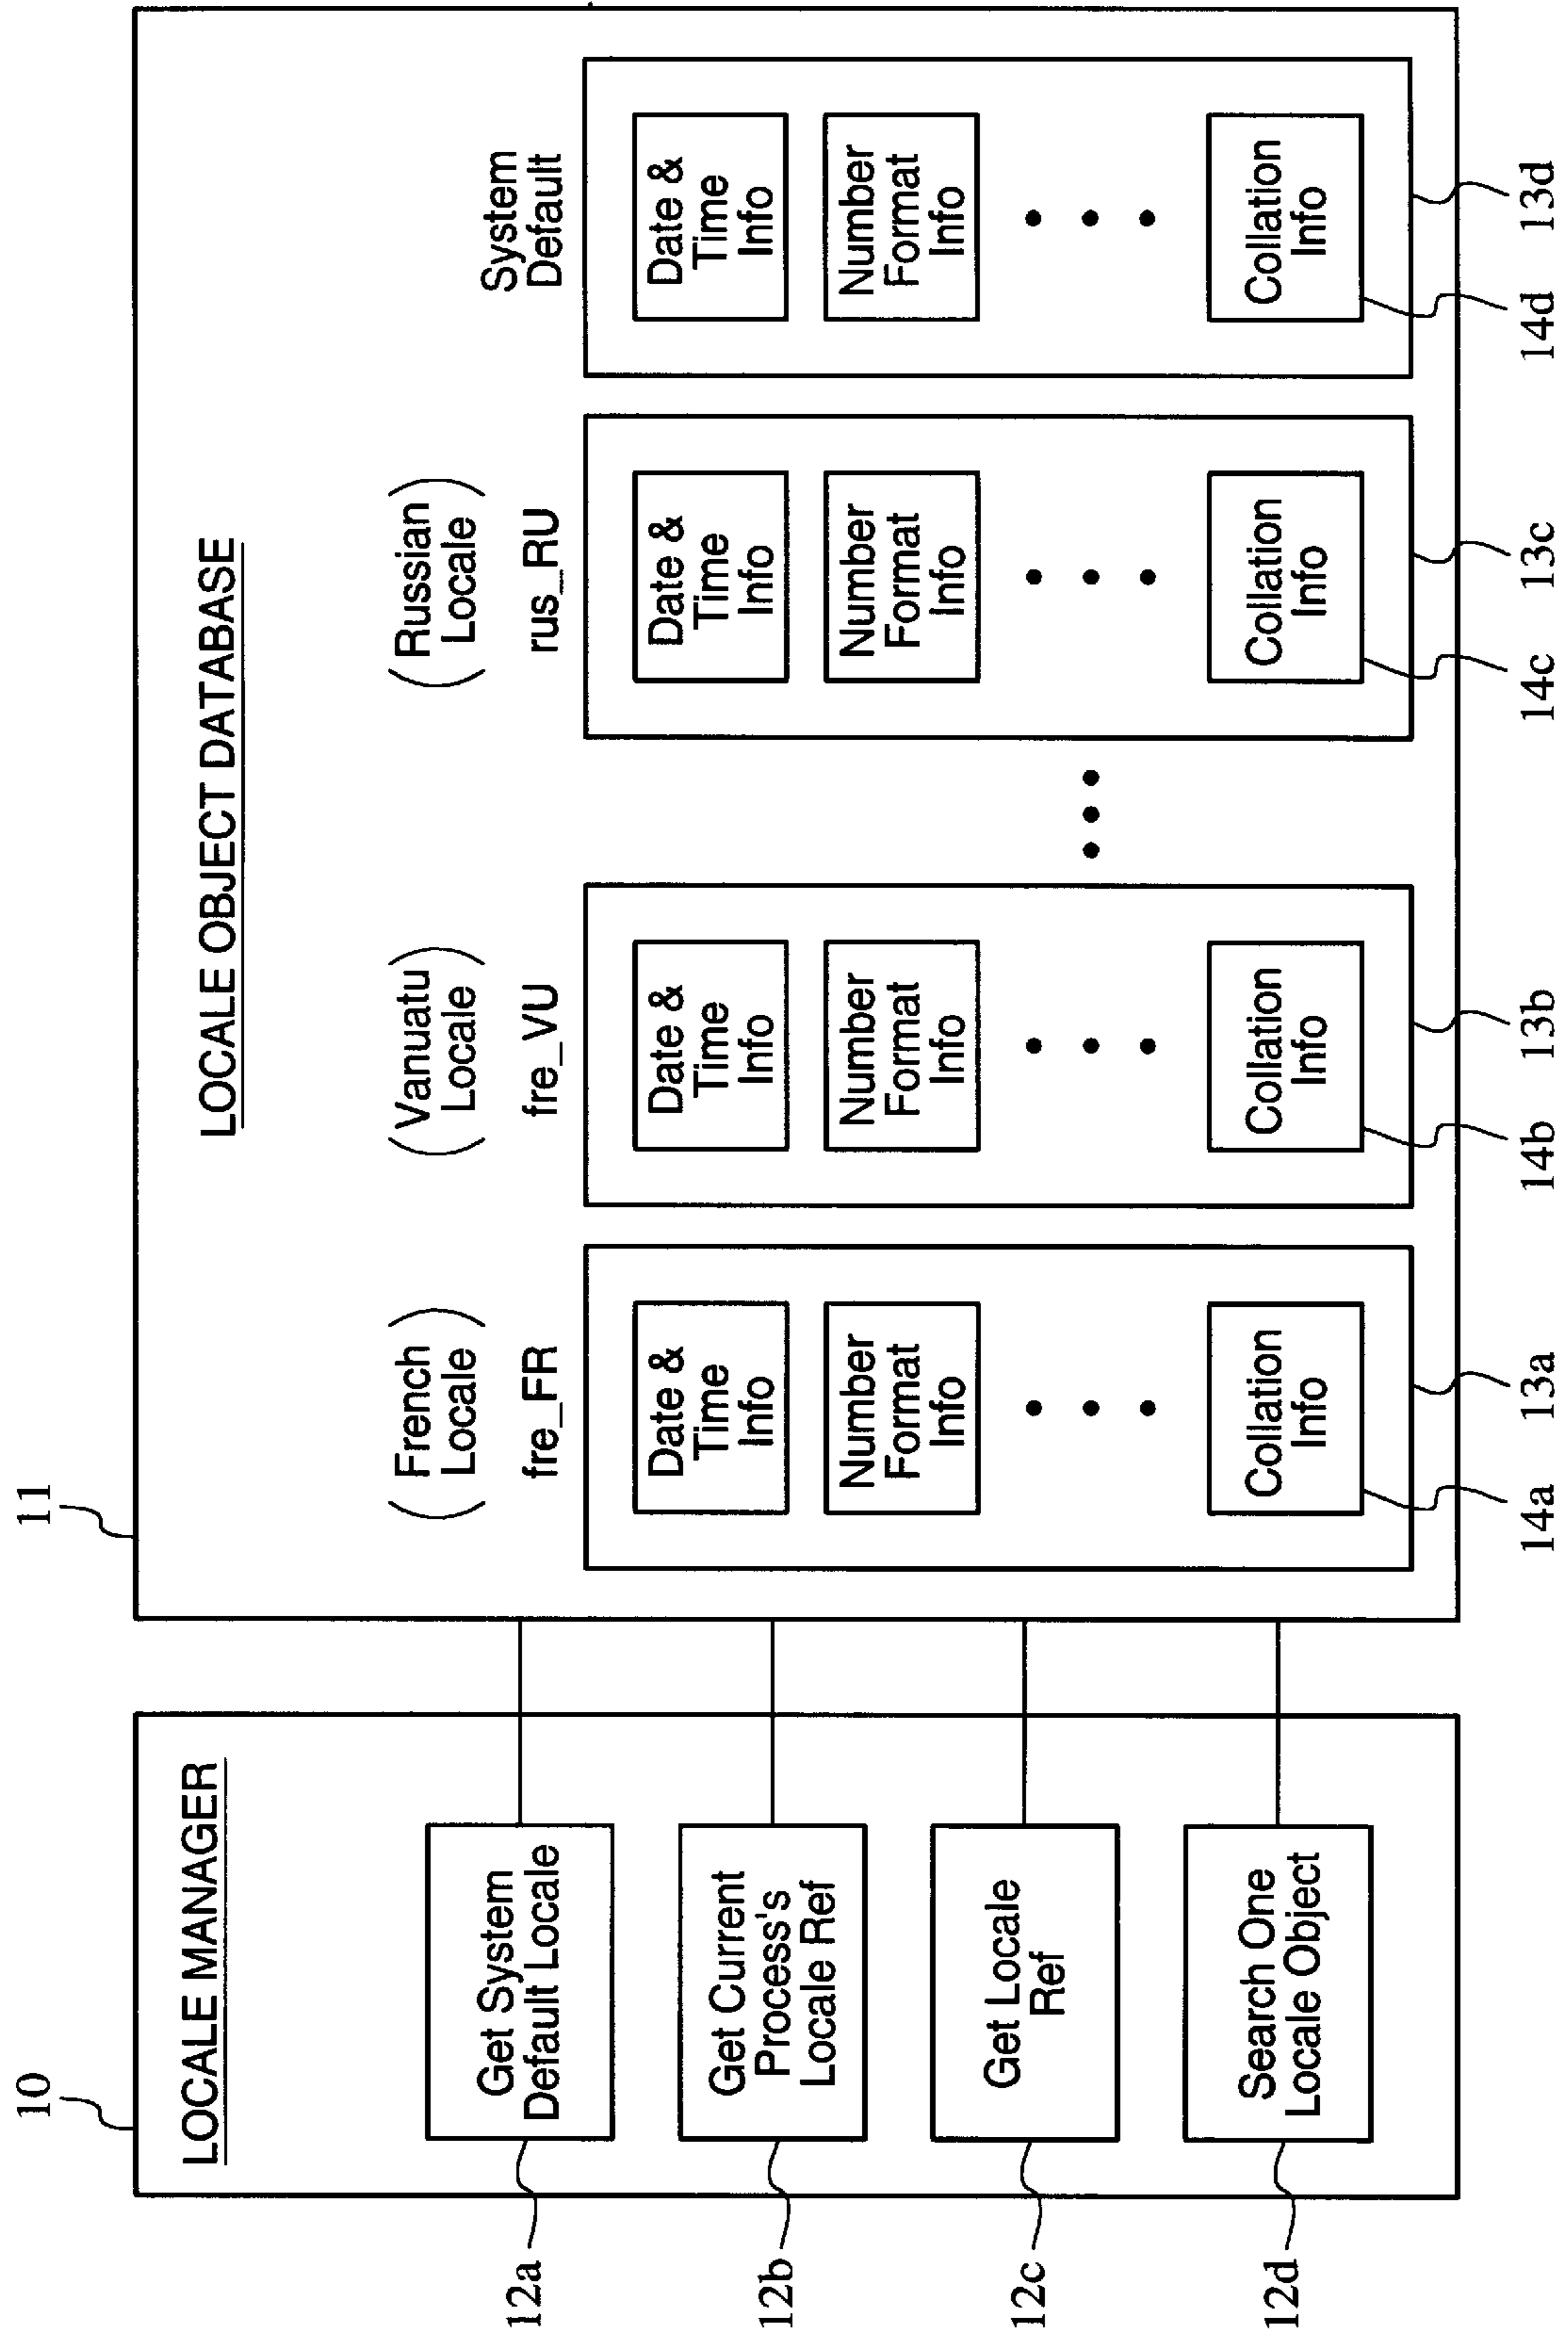 10
11
LOCALE MANAGER
Get System
Default Locale
12a
Get Current
Process's
Locale Ref
12b
Get Locale
Ref
12c
Search One
Locale Object
12d
LOCALE OBJECT DATABASE
(French
Locale)
fre_FR
Date &
Time
Info
Number
Format
Info
Collation
Info
14a
13a
(Vanuatu
Locale)
fre_VU
Date &
Time
Info
Number
Format
Info
Collation
Info
14b
13b
(Russian
Locale)
rus_RU
Date &
Time
Info
Number
Format
Info
Collation
Info
14c
13c
System
Default
Date &
Time
Info
Number
Format
Info
Collation
Info
14d
13d